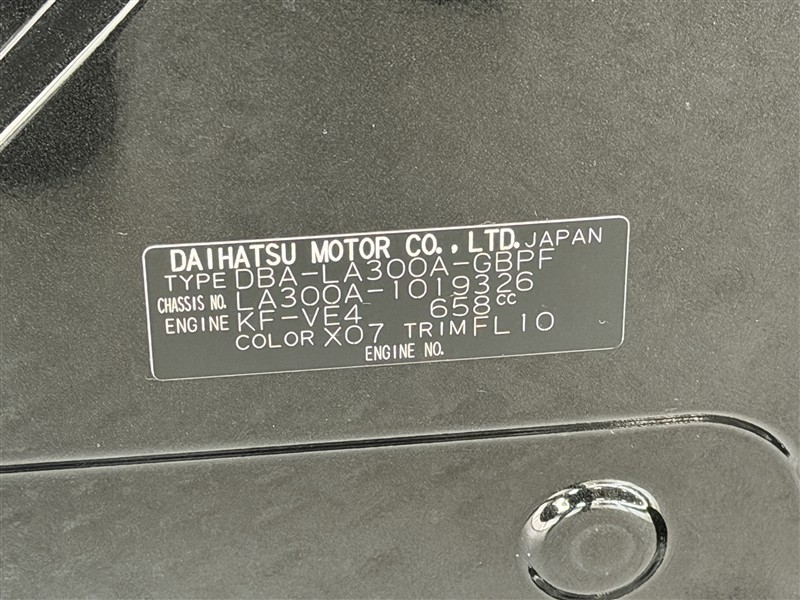 DAIHATSU MOTOR CO., LTD. JAPAN
TYPE DBA-LA300A-GBPF
CHASSIS NO. LA300A-1019326
ENGINE KF-VE4 658cc
COLOR X07 TRIM FL10
ENGINE NO.